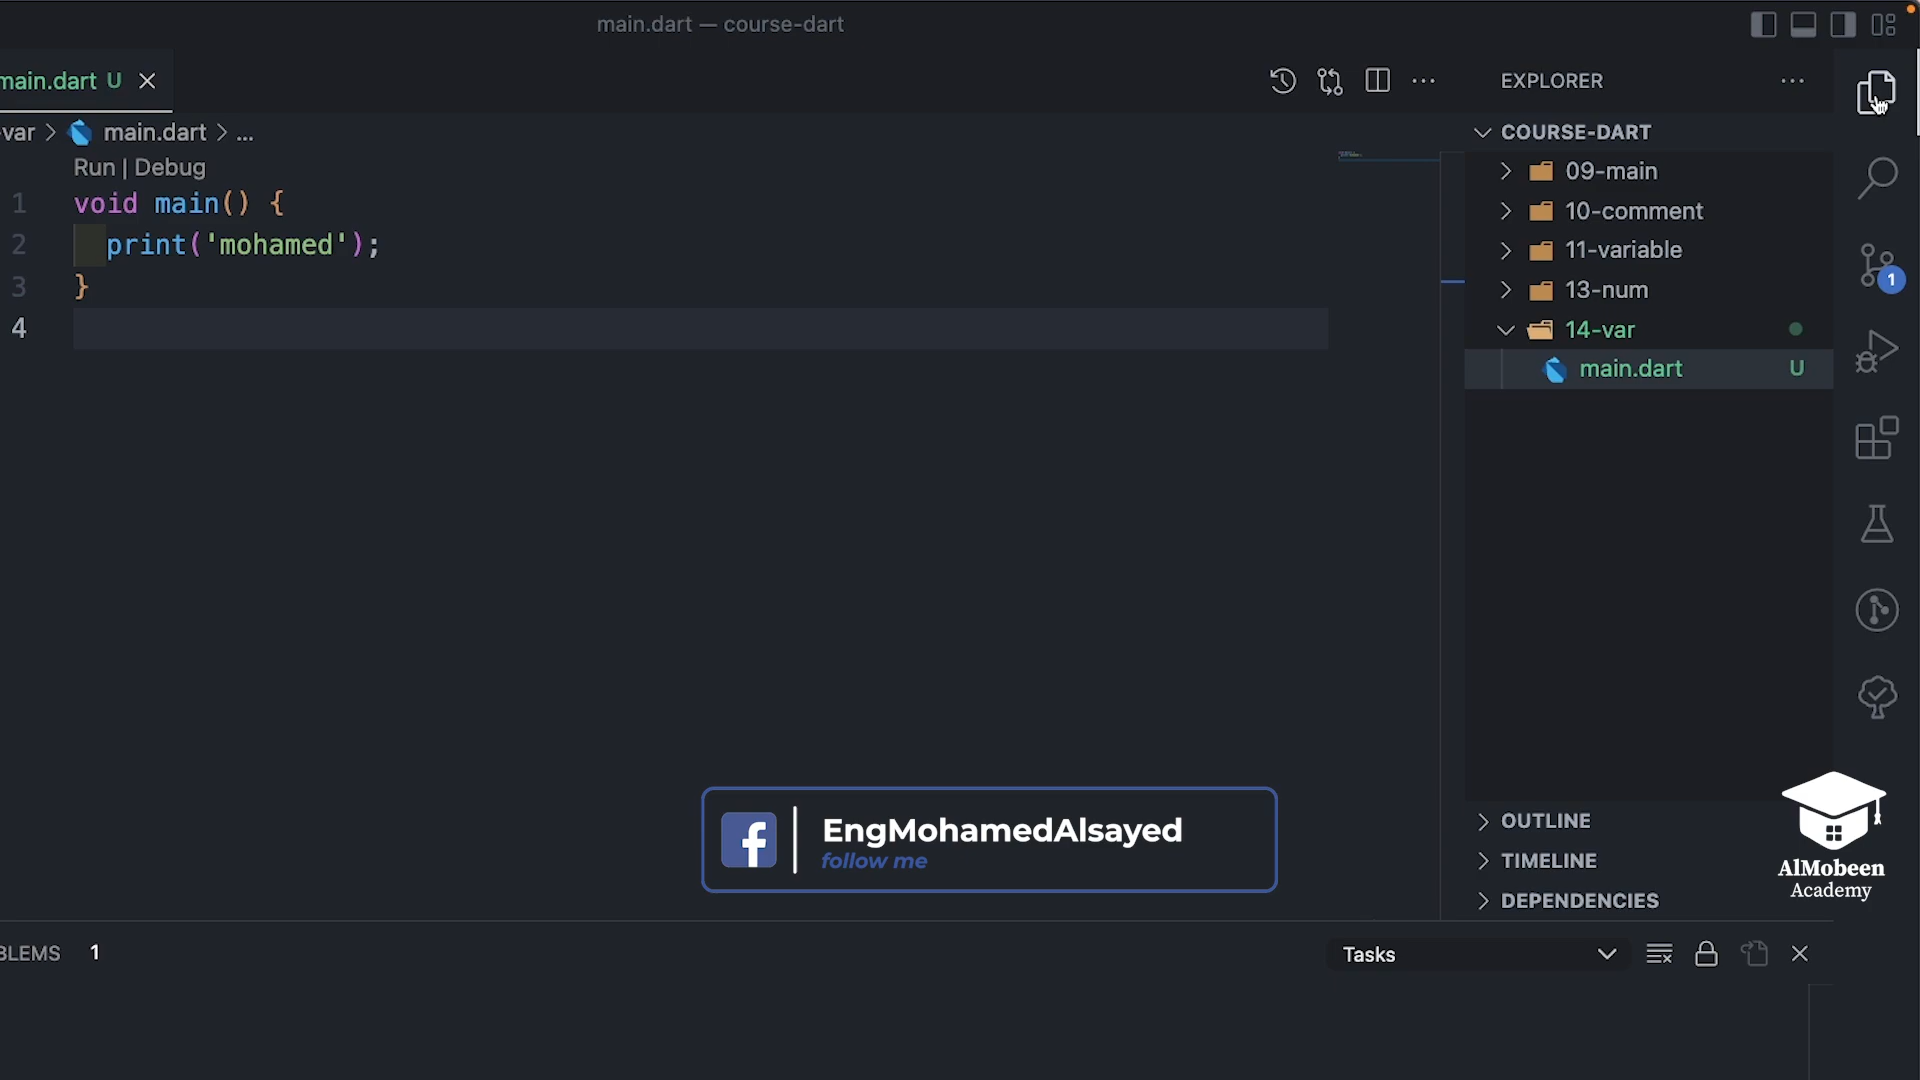 main.dart — course-dart
main.dart U
EXPLORER
-var > main.dart > ...
COURSE-DART
Run | Debug
1 void main() {
2 print('mohamed');
3 }
4
09-main
10-comment
11-variable
13-num
14-var
main.dart U
1
EngMohamedAlsayed
follow me
OUTLINE
TIMELINE
DEPENDENCIES
AlMobeen
Academy
BLEMS 1
Tasks